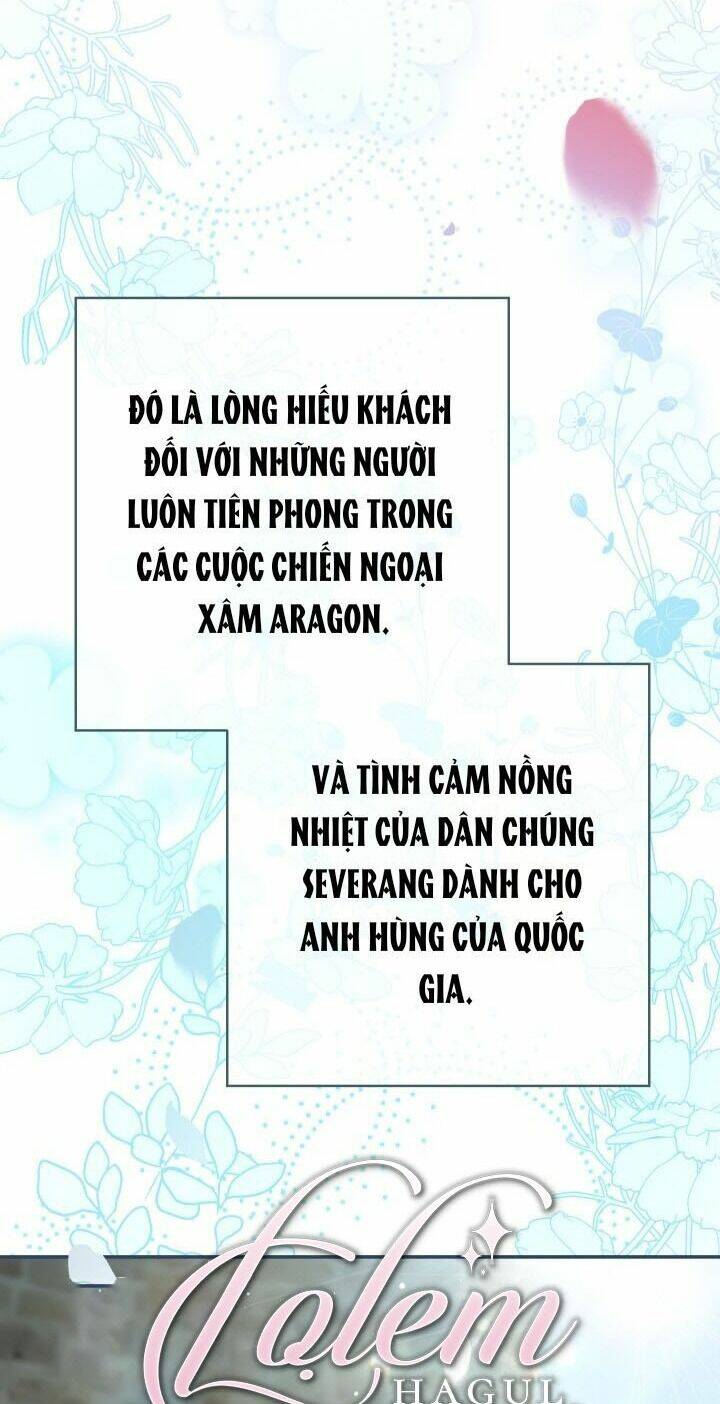 ĐÓ LÀ LÒNG HIẾU KHÁCH
ĐỐI VỚI NHỮNG NGƯỜI
LUÔN TIÊN PHONG TRONG
CÁC CUỘC CHIẾN NGOẠI
XÂM ARAGON.
VÀ TÌNH CẢM NỒNG
NHIỆT CỦA DÂN CHÚNG
SEVERANG DÀNH CHO
ANH HÙNG CỦA QUỐC
GIA.
Lọlem
HAGUL